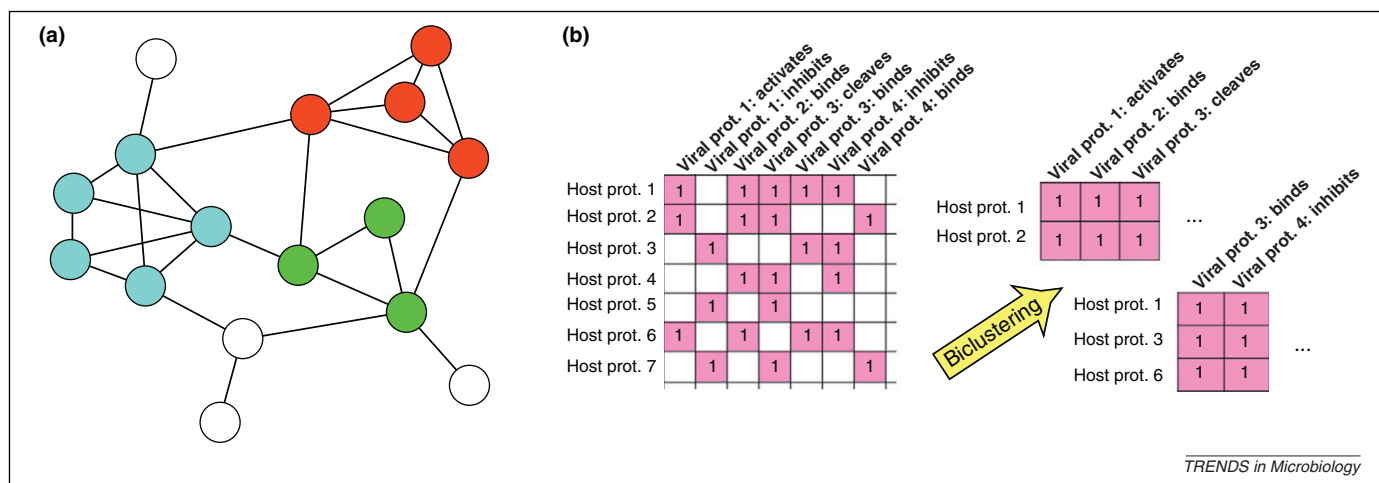 (a)
(b)
Viral prot. 1: activates
Viral prot. 1: inhibits
Viral prot. 2: binds
Viral prot. 3: cleaves
Viral prot. 3: binds
Viral prot. 4: inhibits
Viral prot. 4: binds
Host prot. 1 1 1 1 1 1
Host prot. 2 1 1 1 1
Host prot. 3 1 1 1
Host prot. 4 1 1 1
Host prot. 5 1 1
Host prot. 6 1 1 1 1
Host prot. 7 1 1 1
Biclustering
Viral prot. 1: activates
Viral prot. 2: binds
Viral prot. 3: cleaves
Host prot. 1 1 1 1
Host prot. 2 1 1 1
...
Viral prot. 3: binds
Viral prot. 4: inhibits
Host prot. 1 1 1
Host prot. 3 1 1
Host prot. 6 1 1
...
TRENDS in Microbiology